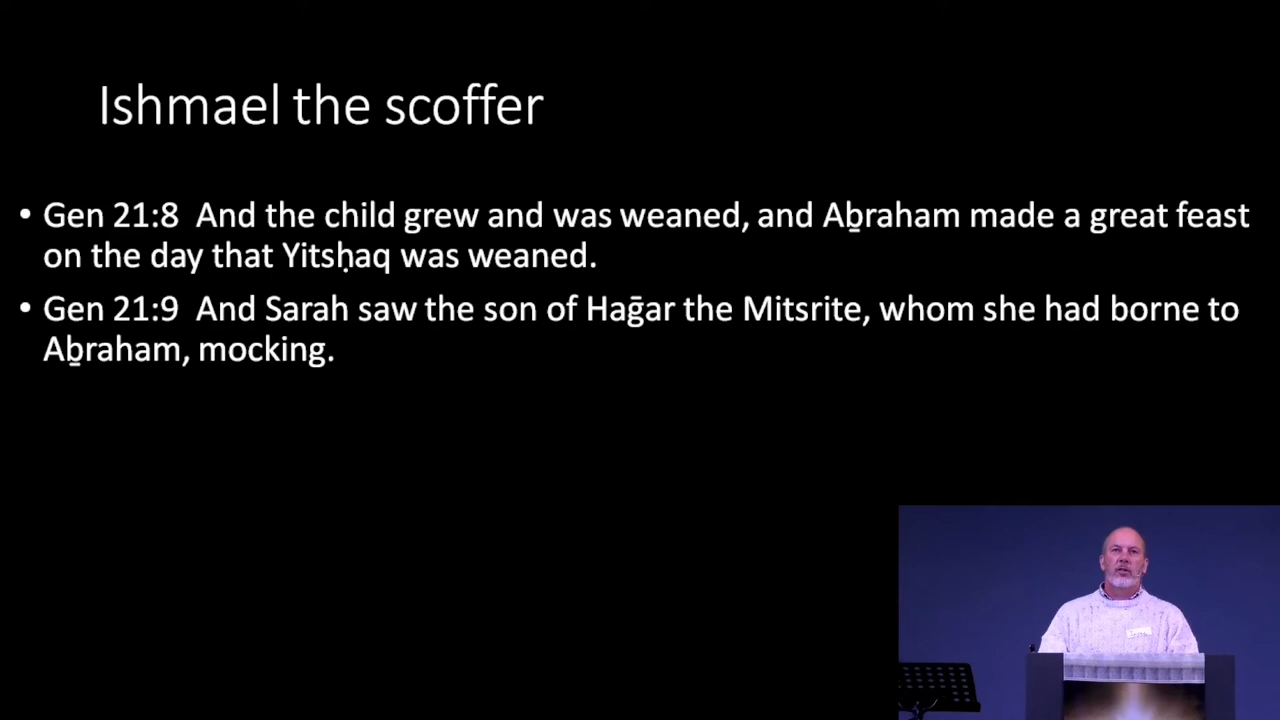 Ishmael the scoffer
• Gen 21:8  And the child grew and was weaned, and Aḇraham made a great feast
on the day that Yitsḥaq was weaned.
• Gen 21:9  And Sarah saw the son of Haḡar the Mitsrite, whom she had borne to
Aḇraham, mocking.